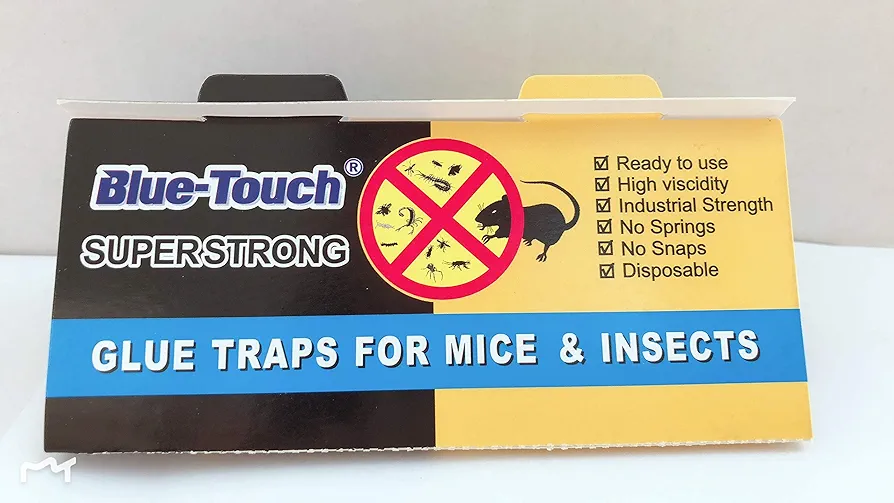 Blue-Touch®
SUPERSTRONG
☑ Ready to use
☑ High viscidity
☑ Industrial Strength
☑ No Springs
☑ No Snaps
☑ Disposable
GLUE TRAPS FOR MICE & INSECTS